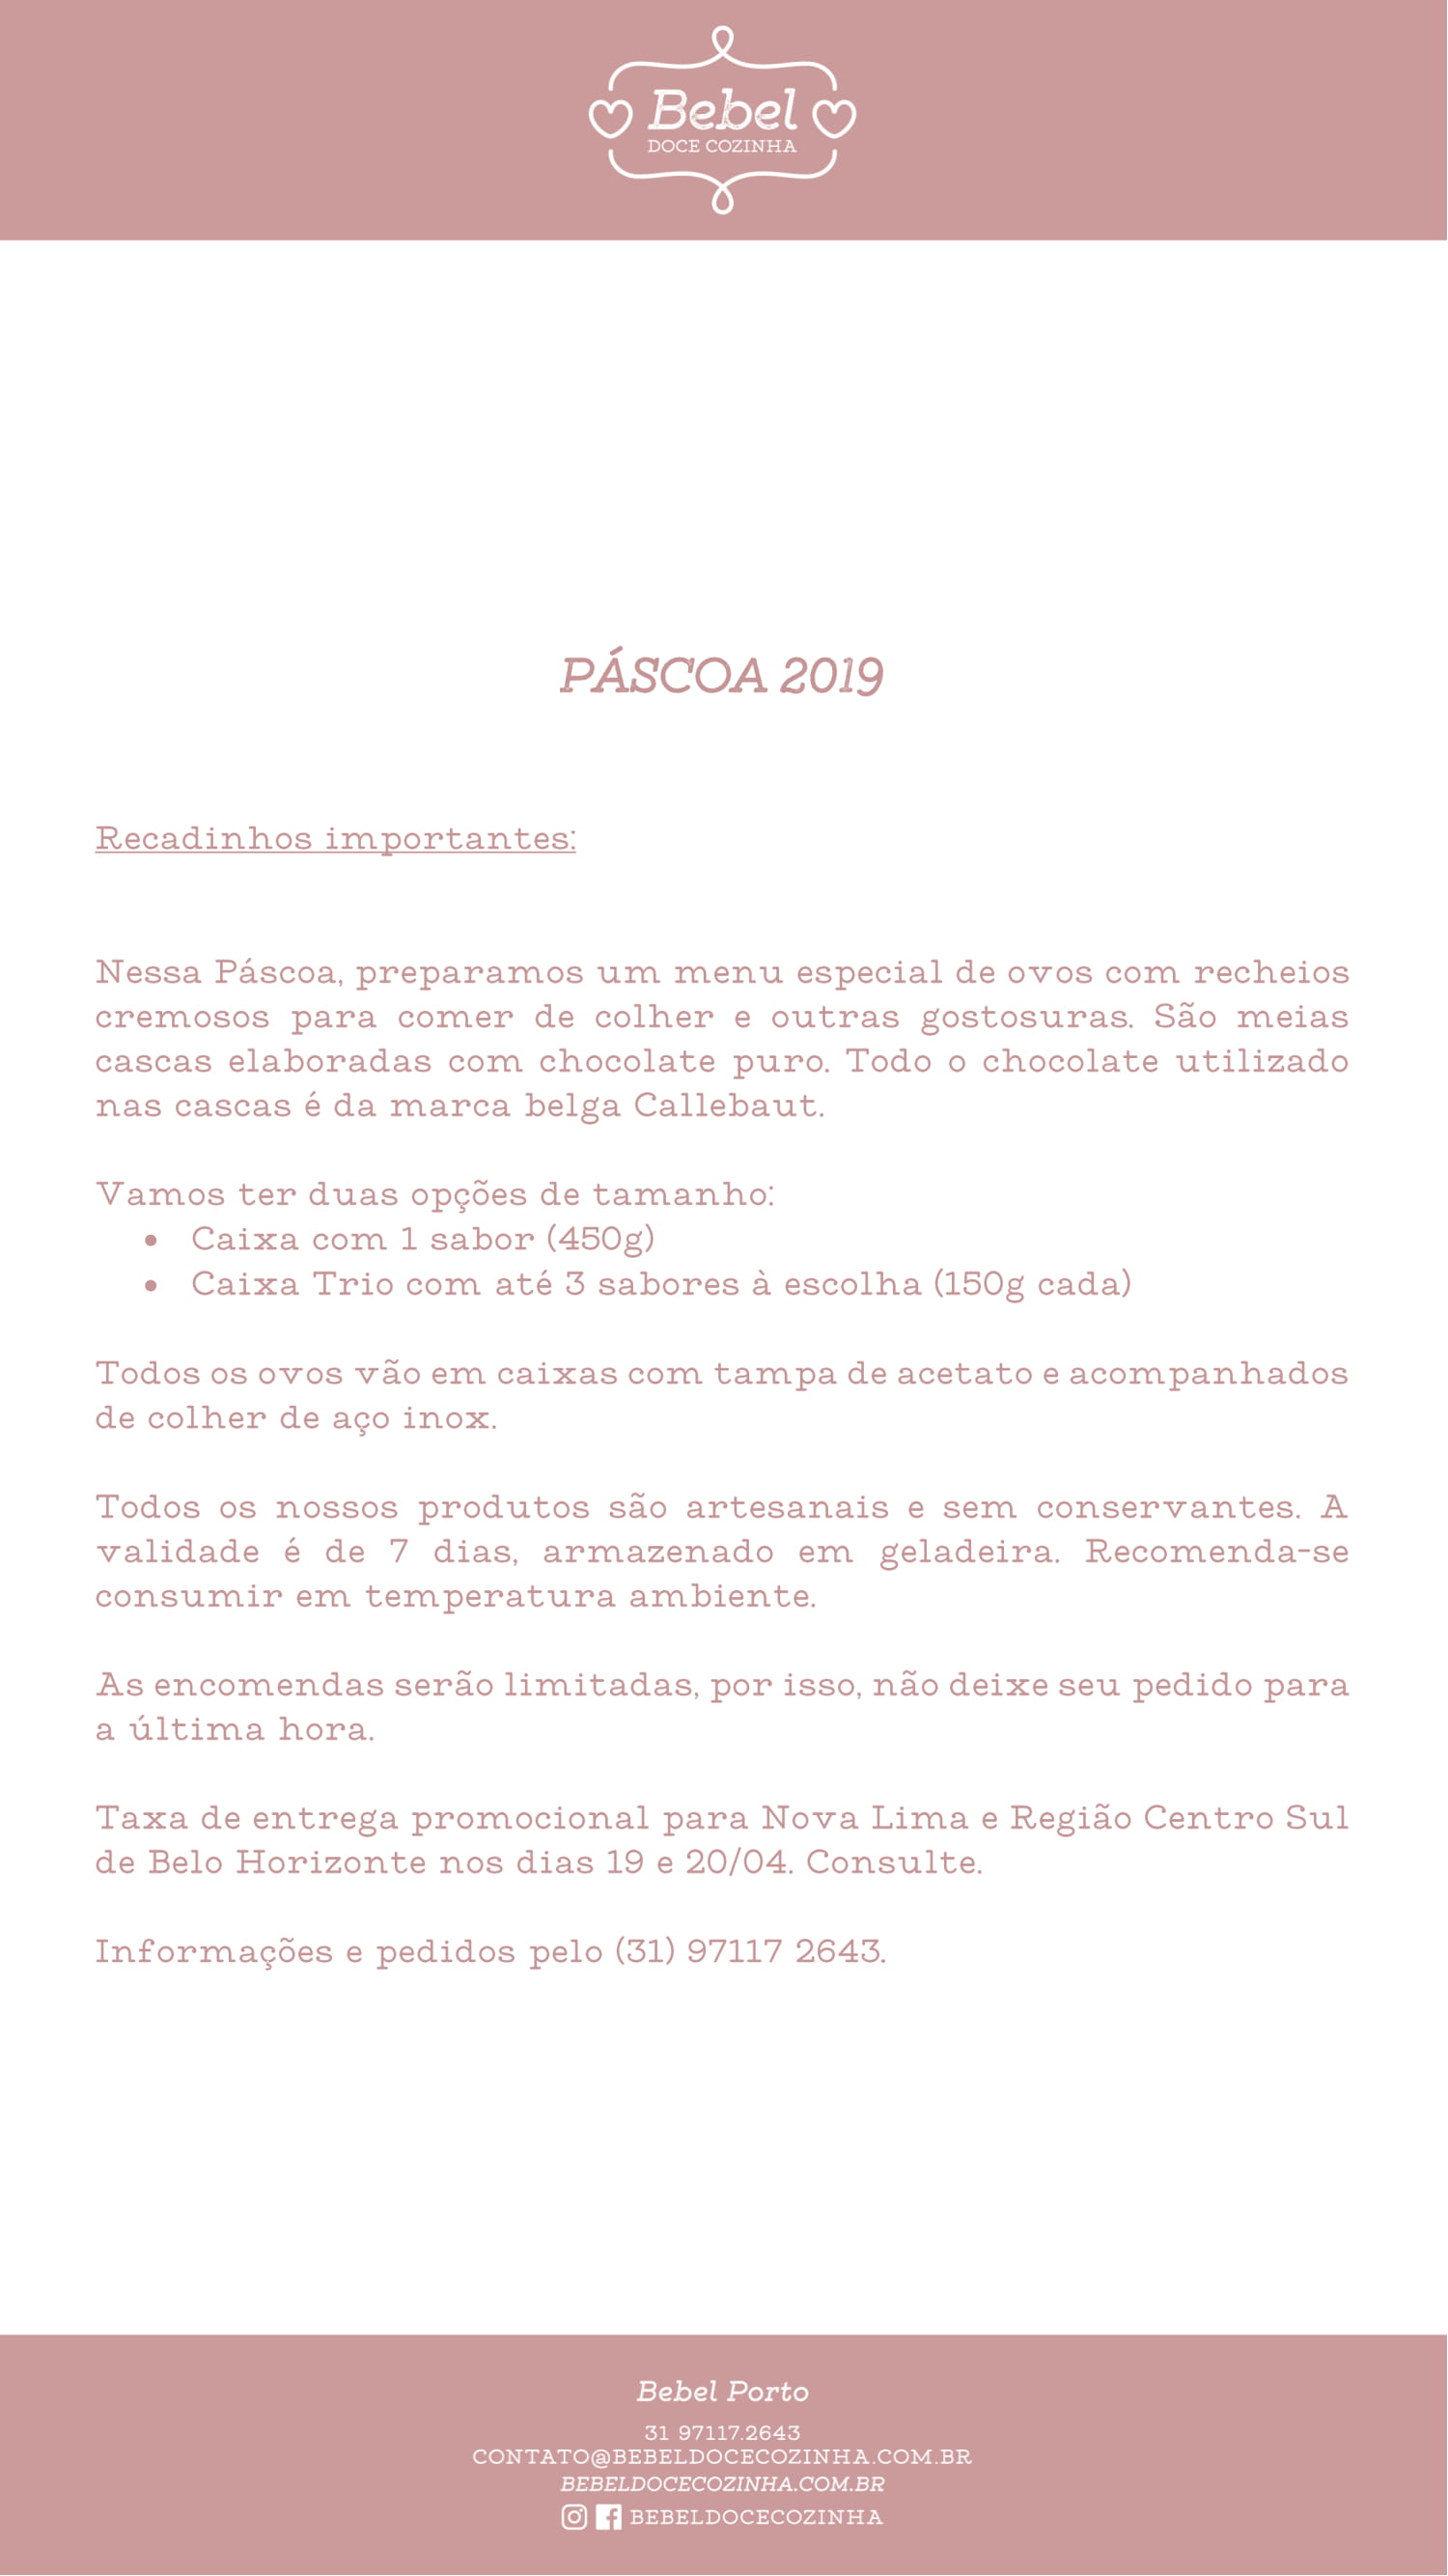 Bebel
DOCE COZINHA
PÁSCOA 2019
Recadinhos importantes:
Nessa Páscoa, preparamos um menu especial de ovos com recheios
cremosos para comer de colher e outras gostosuras. São meias
cascas elaboradas com chocolate puro. Todo o chocolate utilizado
nas cascas é da marca belga Callebaut.
Vamos ter duas opções de tamanho:
• Caixa com 1 sabor (450g)
• Caixa Trio com até 3 sabores à escolha (150g cada)
Todos os ovos vão em caixas com tampa de acetato e acompanhados
de colher de aço inox.
Todos os nossos produtos são artesanais e sem conservantes. A
validade é de 7 dias, armazenado em geladeira. Recomenda-se
consumir em temperatura ambiente.
As encomendas serão limitadas, por isso, não deixe seu pedido para
a última hora.
Taxa de entrega promocional para Nova Lima e Região Centro Sul
de Belo Horizonte nos dias 19 e 20/04. Consulte.
Informações e pedidos pelo (31) 97117 2643.
Bebel Porto
31 97117.2643
CONTATO@BEBELDOCECOZINHA.COM.BR
BEBELDOCECOZINHA.COM.BR
BEBELDOCECOZINHA